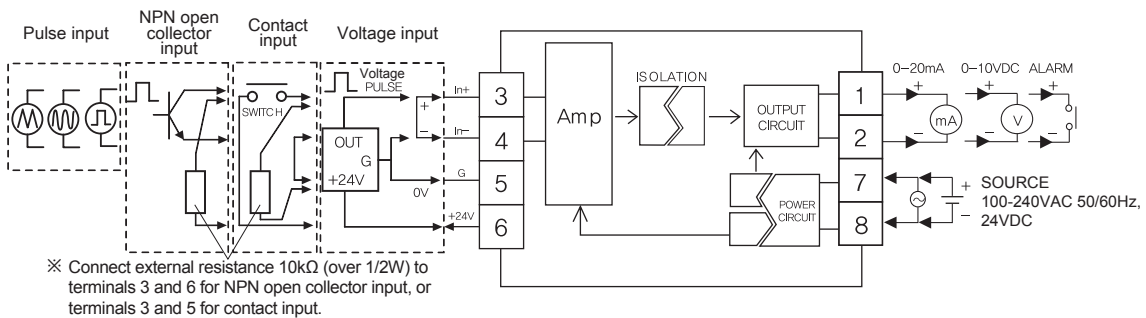 Pulse input
NPN open
collector
input
Contact
input
Voltage input
SWITCH
Voltage
PULSE
OUT
G
+24V
+
−
In+
In−
G
0V
+24V
3
4
5
6
Amp
ISOLATION
OUTPUT
CIRCUIT
POWER
CIRCUIT
1
2
7
8
0-20mA
0-10VDC
ALARM
+
−
mA
+
−
V
+
−
+
−
SOURCE
100-240VAC 50/60Hz,
24VDC
※ Connect external resistance 10kΩ (over 1/2W) to
terminals 3 and 6 for NPN open collector input, or
terminals 3 and 5 for contact input.